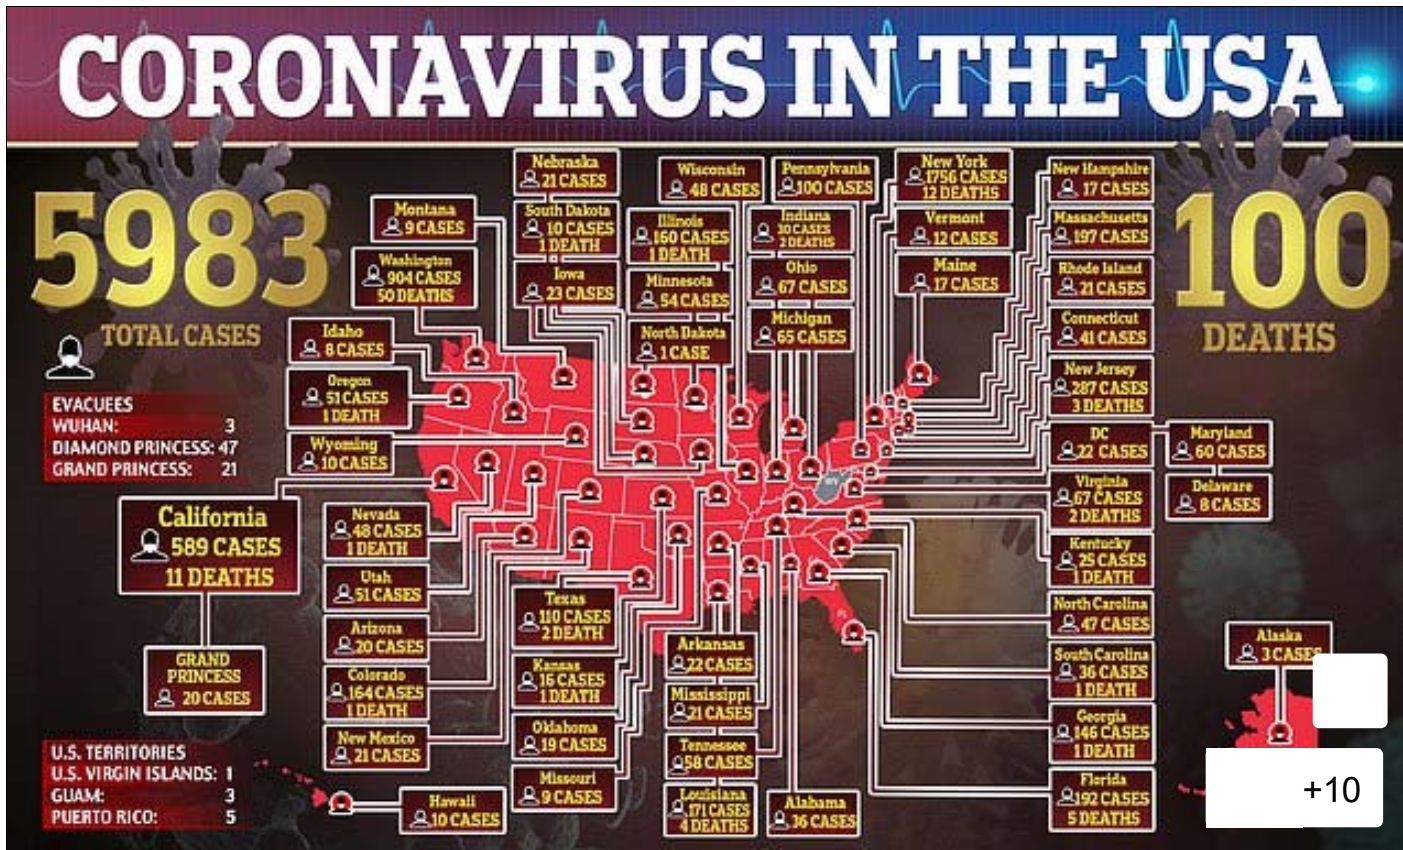 CORONAVIRUS IN THE USA
5983
TOTAL CASES
100
DEATHS
EVACUEES
WUHAN: 3
DIAMOND PRINCESS: 47
GRAND PRINCESS: 21
Nebraska
21 CASES
South Dakota
10 CASES
1 DEATH
Iowa
23 CASES
Montana
9 CASES
Washington
904 CASES
50 DEATHS
Idaho
8 CASES
Oregon
51 CASES
1 DEATH
Wyoming
10 CASES
California
589 CASES
11 DEATHS
GRAND
PRINCESS
20 CASES
Nevada
48 CASES
1 DEATH
Utah
51 CASES
Arizona
20 CASES
Colorado
164 CASES
1 DEATH
New Mexico
21 CASES
Wisconsin
48 CASES
Illinois
160 CASES
1 DEATH
Minnesota
54 CASES
North Dakota
1 CASE
Pennsylvania
100 CASES
Indiana
30 CASES
2 DEATHS
Ohio
67 CASES
Michigan
65 CASES
New York
1756 CASES
12 DEATHS
Vermont
12 CASES
Maine
17 CASES
New Hampshire
17 CASES
Massachusetts
197 CASES
Rhode Island
21 CASES
Connecticut
41 CASES
New Jersey
287 CASES
3 DEATHS
DC
22 CASES
Maryland
60 CASES
Delaware
8 CASES
Virginia
67 CASES
2 DEATHS
Kentucky
25 CASES
1 DEATH
North Carolina
47 CASES
South Carolina
36 CASES
1 DEATH
Georgia
146 CASES
1 DEATH
Florida
192 CASES
5 DEATHS
WV
FL
Texas
110 CASES
2 DEATH
Kansas
16 CASES
1 DEATH
Oklahoma
19 CASES
Missouri
9 CASES
Arkansas
22 CASES
Mississippi
21 CASES
Tennessee
58 CASES
Louisiana
171 CASES
4 DEATHS
Alabama
36 CASES
Hawaii
10 CASES
Alaska
3 CASES
U.S. TERRITORIES
U.S. VIRGIN ISLANDS: 1
GUAM: 3
PUERTO RICO: 5
+10